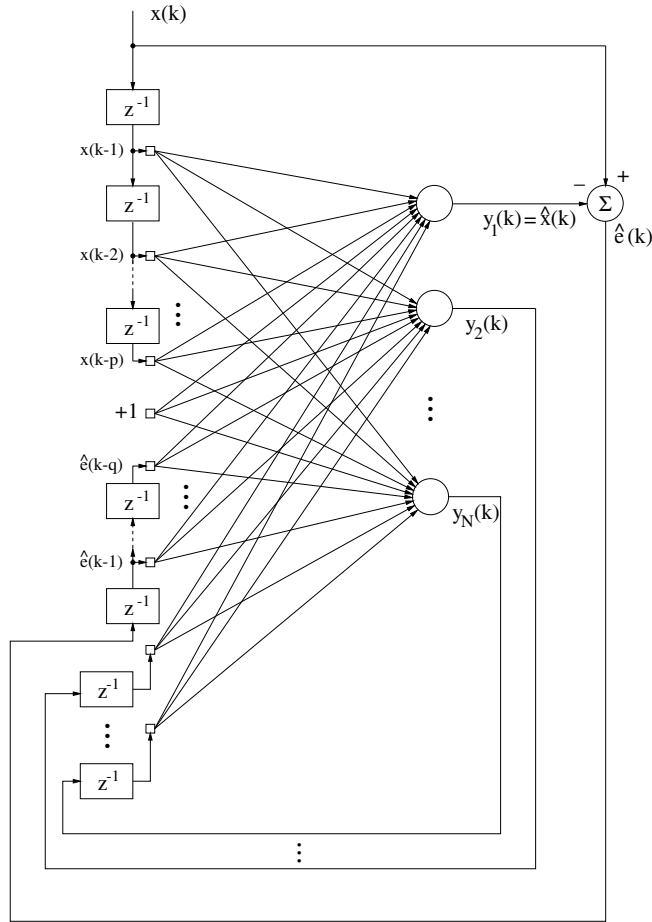 x(k)
z⁻¹
x(k-1)
z⁻¹
x(k-2)
z⁻¹
x(k-p)
+1
ê(k-q)
z⁻¹
ê(k-1)
z⁻¹
z⁻¹
z⁻¹
y₁(k) = x̂(k)
y₂(k)
y_N(k)
− +
Σ
ê(k)